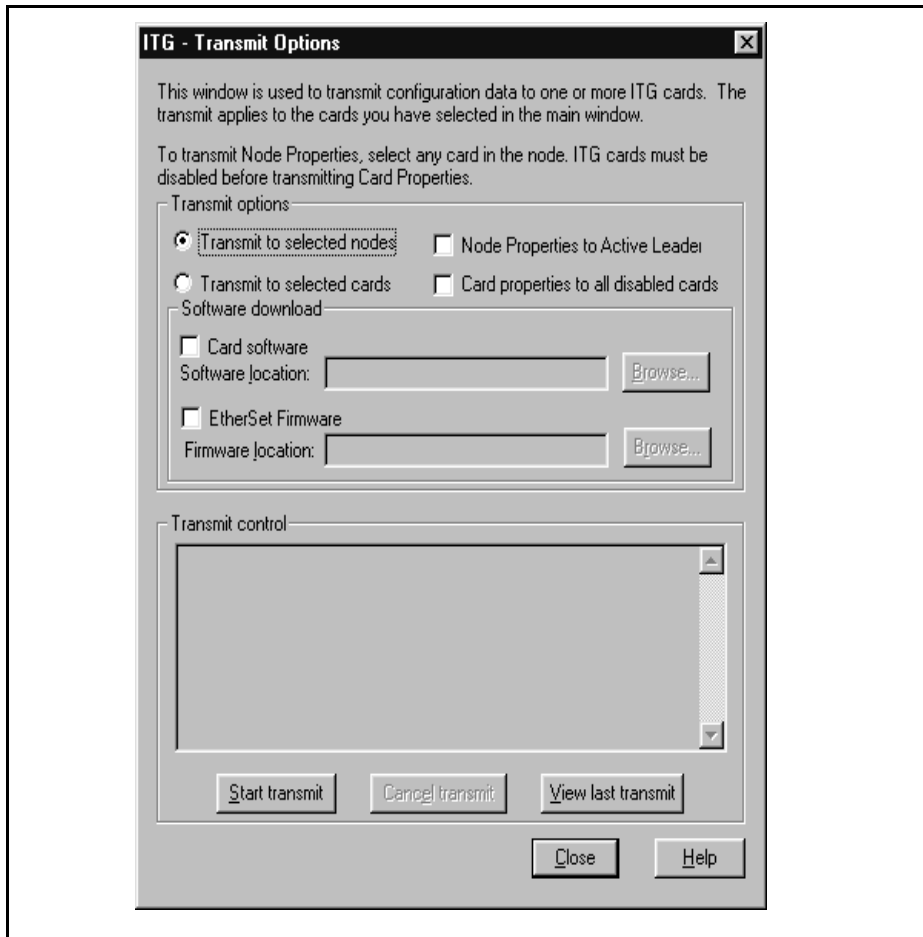 ITG - Transmit Options
This window is used to transmit configuration data to one or more ITG cards. The
transmit applies to the cards you have selected in the main window.
To transmit Node Properties, select any card in the node. ITG cards must be
disabled before transmitting Card Properties.
Transmit options
Transmit to selected nodes
Node Properties to Active Leader
Transmit to selected cards
Card properties to all disabled cards
Software download
Card software
Software location:
Browse...
EtherSet Firmware
Firmware location:
Browse...
Transmit control
Start transmit
Cancel transmit
View last transmit
Close
Help